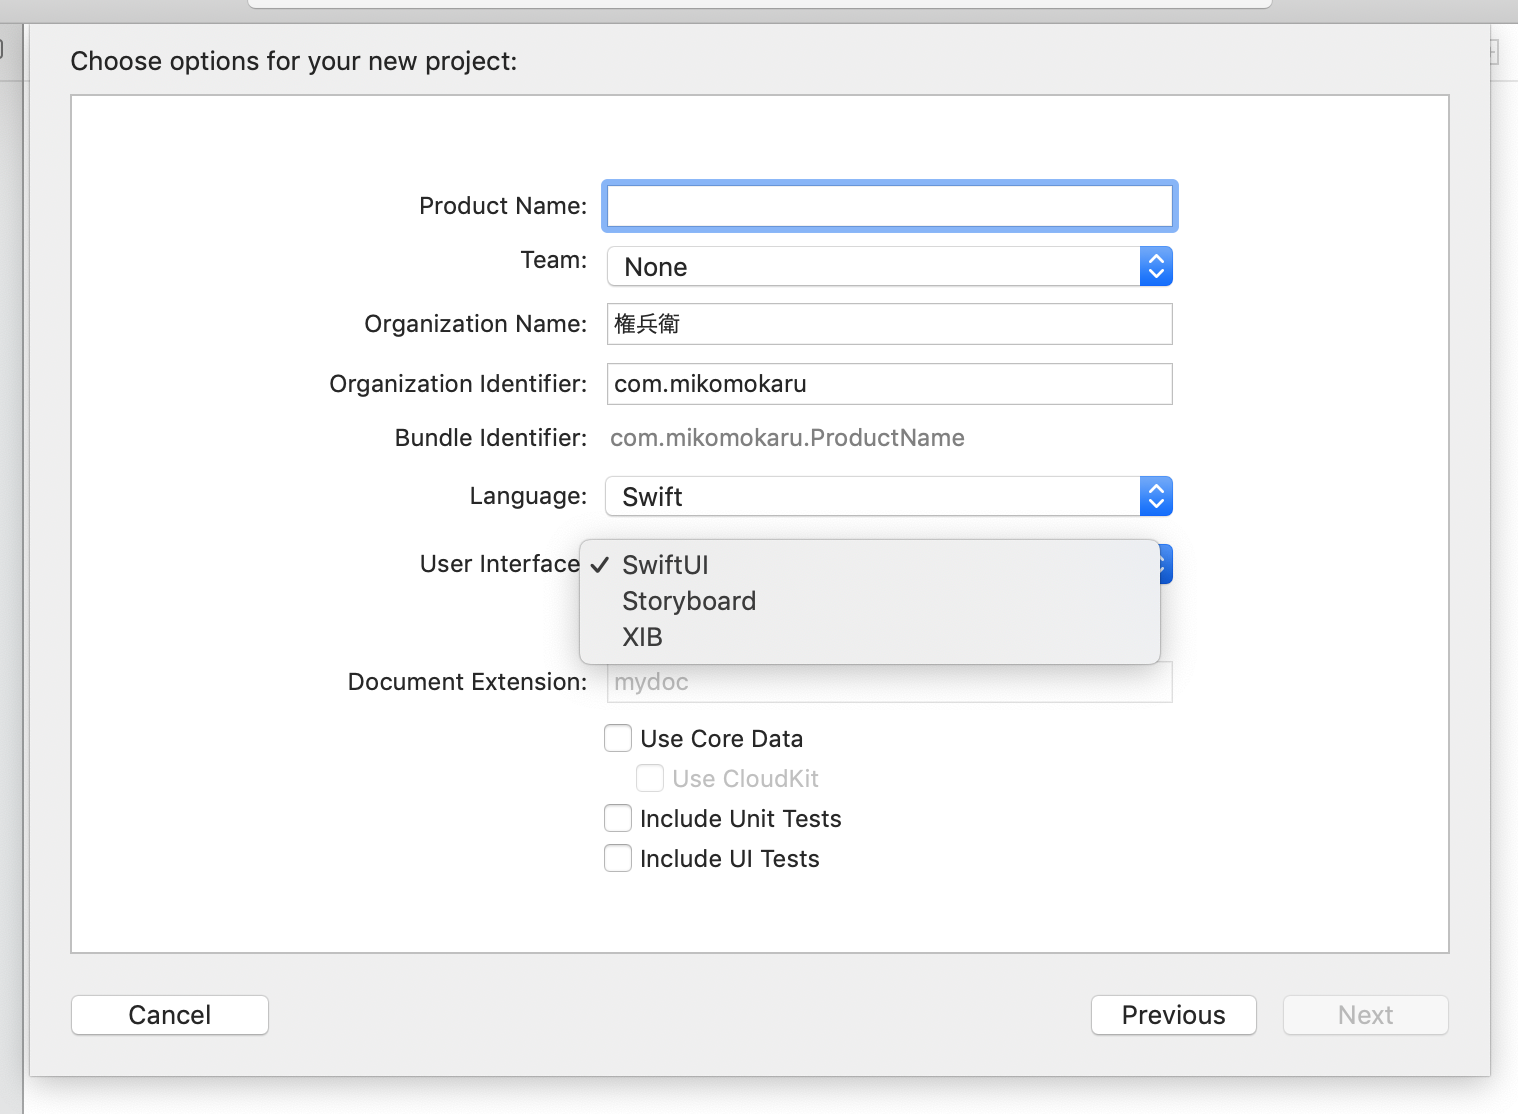 Choose options for your new project:
Product Name:
Team: None
Organization Name: 権兵衛
Organization Identifier: com.mikomokaru
Bundle Identifier: com.mikomokaru.ProductName
Language: Swift
User Interface ✓ SwiftUI
Storyboard
XIB
Document Extension: mydoc
Use Core Data
Use CloudKit
Include Unit Tests
Include UI Tests
Cancel Previous Next